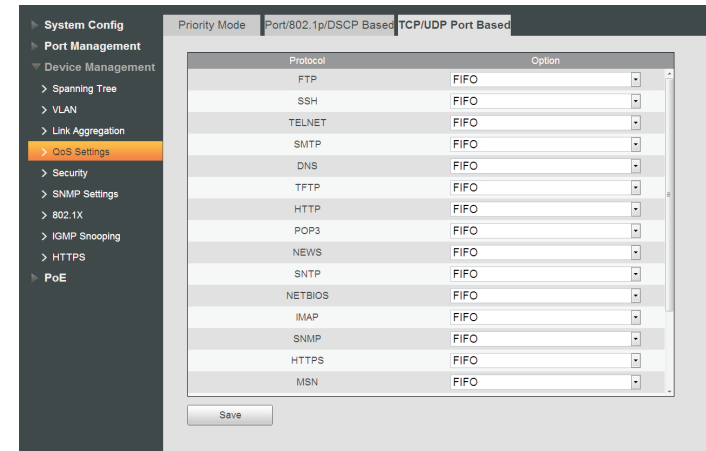 System Config
Port Management
Device Management
Spanning Tree
VLAN
Link Aggregation
QoS Settings
Security
SNMP Settings
802.1X
IGMP Snooping
HTTPS
PoE
Priority Mode Port/802.1p/DSCP Based TCP/UDP Port Based
Protocol Option
FTP FIFO
SSH FIFO
TELNET FIFO
SMTP FIFO
DNS FIFO
TFTP FIFO
HTTP FIFO
POP3 FIFO
NEWS FIFO
SNTP FIFO
NETBIOS FIFO
IMAP FIFO
SNMP FIFO
HTTPS FIFO
MSN FIFO
Save